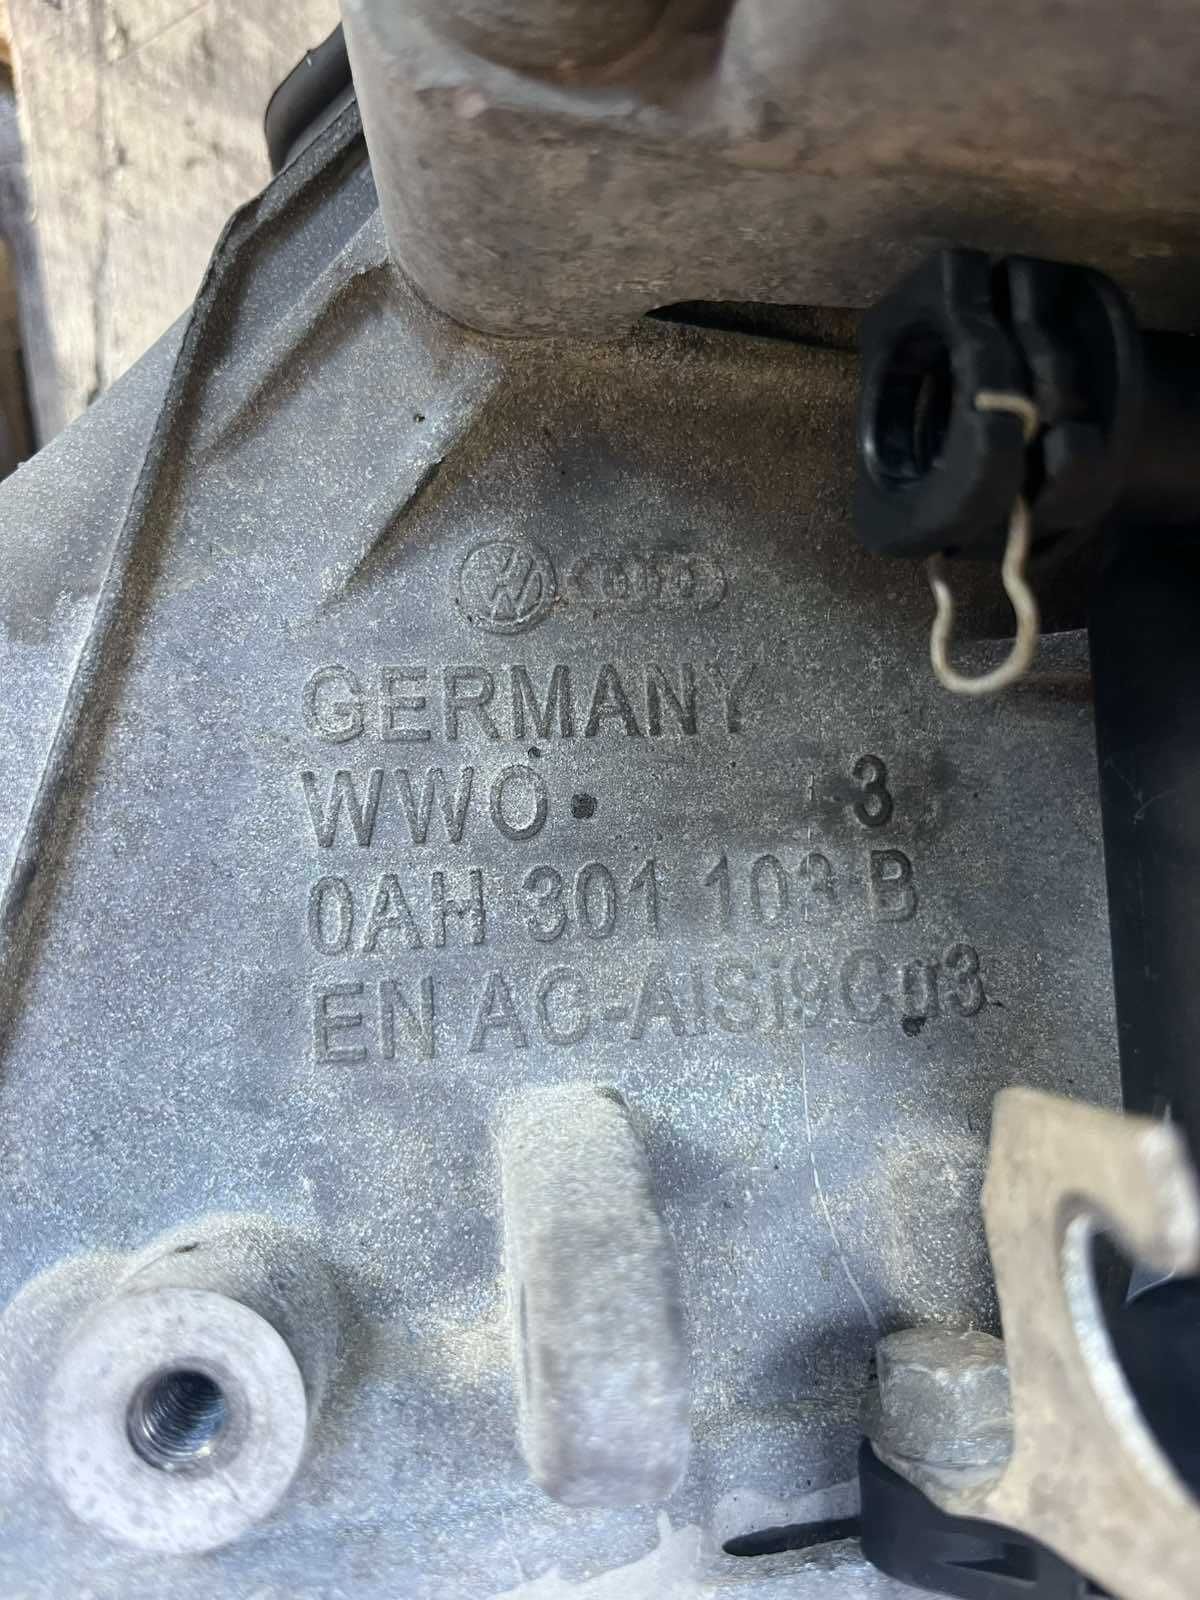 GERMANY
WWO · 3
0AH 301 103 B
EN AC-AlSi9Cu3